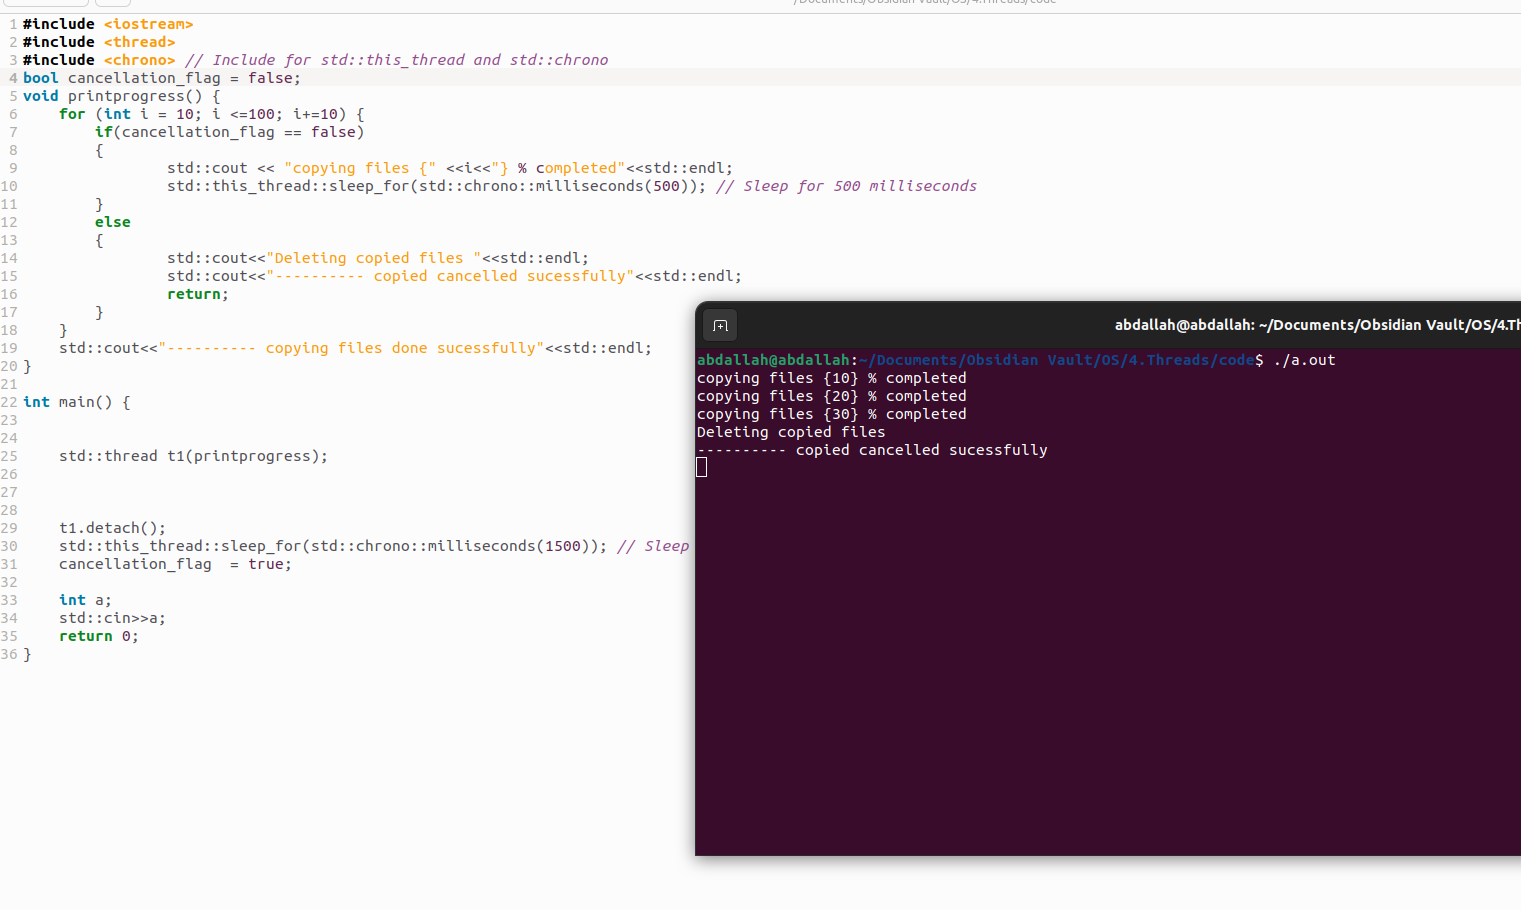 /Documents/Obsidian Vault/OS/4.Threads/code
1 #include <iostream>
2 #include <thread>
3 #include <chrono> // Include for std::this_thread and std::chrono
4 bool cancellation_flag = false;
5 void printprogress() {
6     for (int i = 10; i <=100; i+=10) {
7         if(cancellation_flag == false)
8         {
9                 std::cout << "copying files {" <<i<<"} % completed"<<std::endl;
10                 std::this_thread::sleep_for(std::chrono::milliseconds(500)); // Sleep for 500 milliseconds
11         }
12         else
13         {
14                 std::cout<<"Deleting copied files "<<std::endl;
15                 std::cout<<"---------- copied cancelled sucessfully"<<std::endl;
16                 return;
17         }
18     }
19     std::cout<<"---------- copying files done sucessfully"<<std::endl;
20 }
21
22 int main() {
23
24
25     std::thread t1(printprogress);
26
27
28
29     t1.detach();
30     std::this_thread::sleep_for(std::chrono::milliseconds(1500)); // Sleep
31     cancellation_flag  = true;
32
33     int a;
34     std::cin>>a;
35     return 0;
36 }
abdallah@abdallah: ~/Documents/Obsidian Vault/OS/4.Th
abdallah@abdallah:~/Documents/Obsidian Vault/OS/4.Threads/code$ ./a.out
copying files {10} % completed
copying files {20} % completed
copying files {30} % completed
Deleting copied files
---------- copied cancelled sucessfully